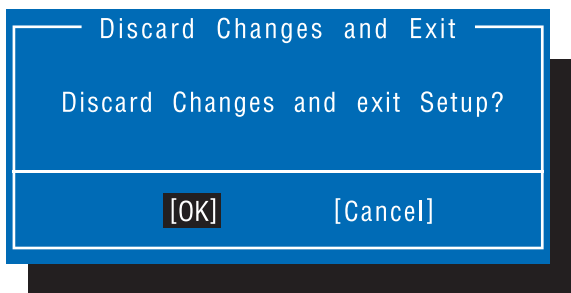 Discard Changes and Exit
Discard Changes and exit Setup?
[OK] [Cancel]